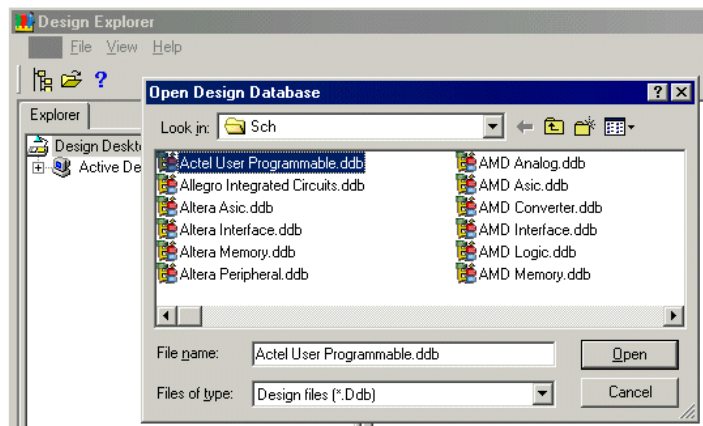 Design Explorer
File View Help
?
Explorer
Open Design Database
? ×
Look in: Sch
Design Deskt
Active De
Actel User Programmable.ddb
Allegro Integrated Circuits.ddb
Altera Asic.ddb
Altera Interface.ddb
Altera Memory.ddb
Altera Peripheral.ddb
AMD Analog.ddb
AMD Asic.ddb
AMD Converter.ddb
AMD Interface.ddb
AMD Logic.ddb
AMD Memory.ddb
File name: Actel User Programmable.ddb Open
Files of type: Design files (*.Ddb) Cancel